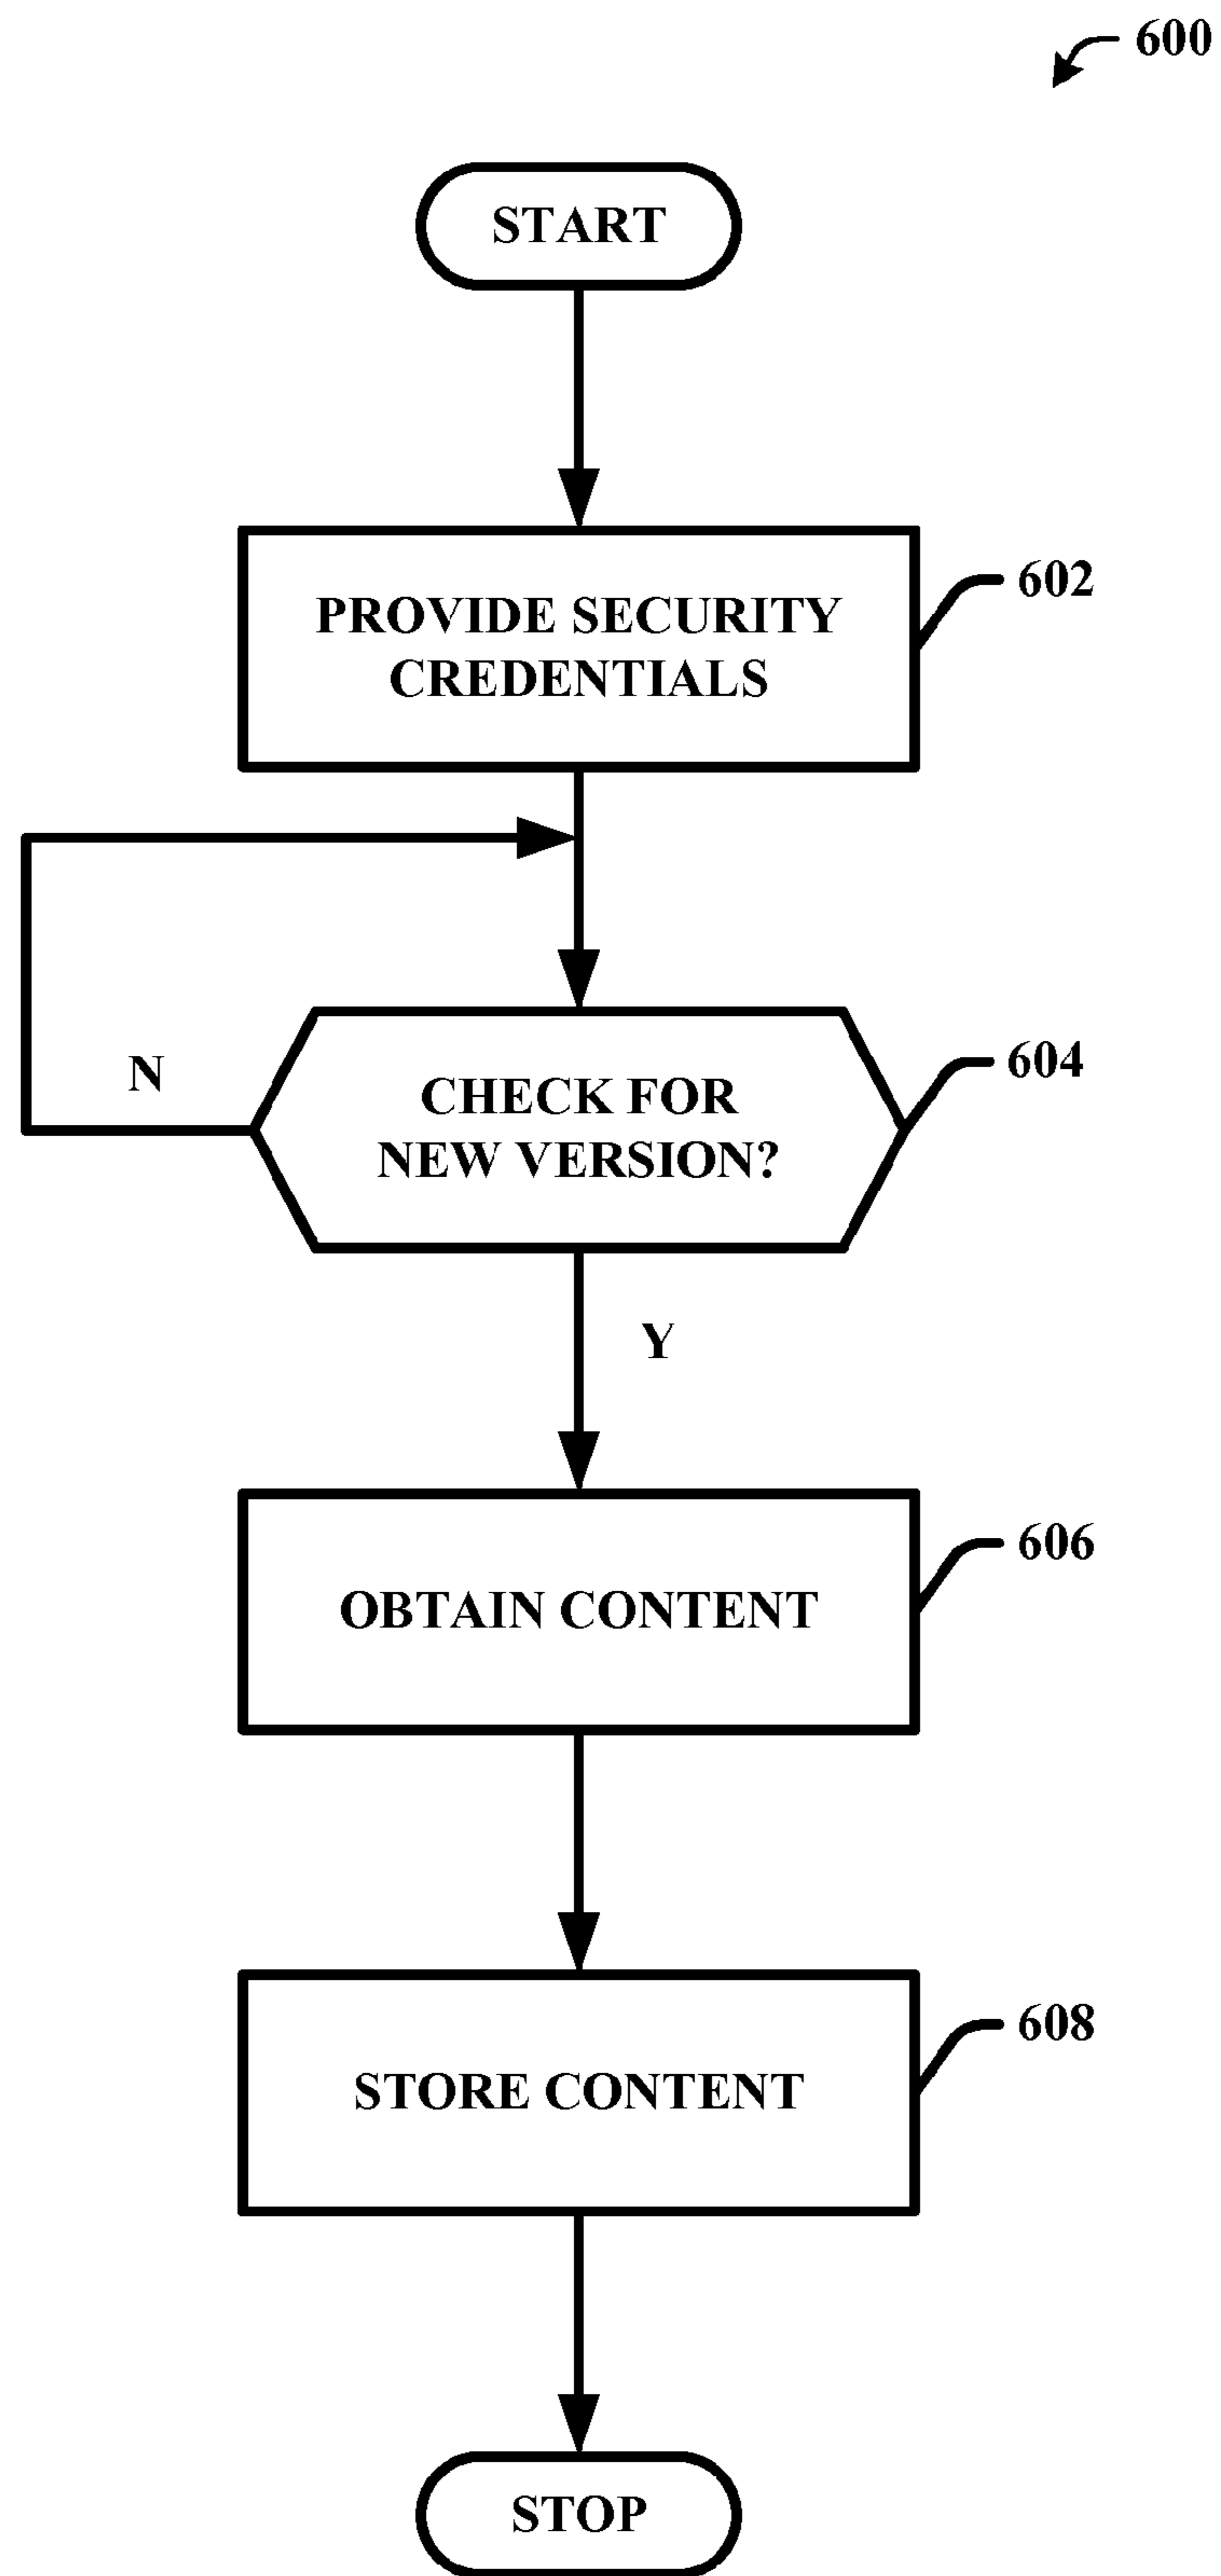 600
START
PROVIDE SECURITY
CREDENTIALS
602
N
CHECK FOR
NEW VERSION?
604
Y
OBTAIN CONTENT
606
STORE CONTENT
608
STOP